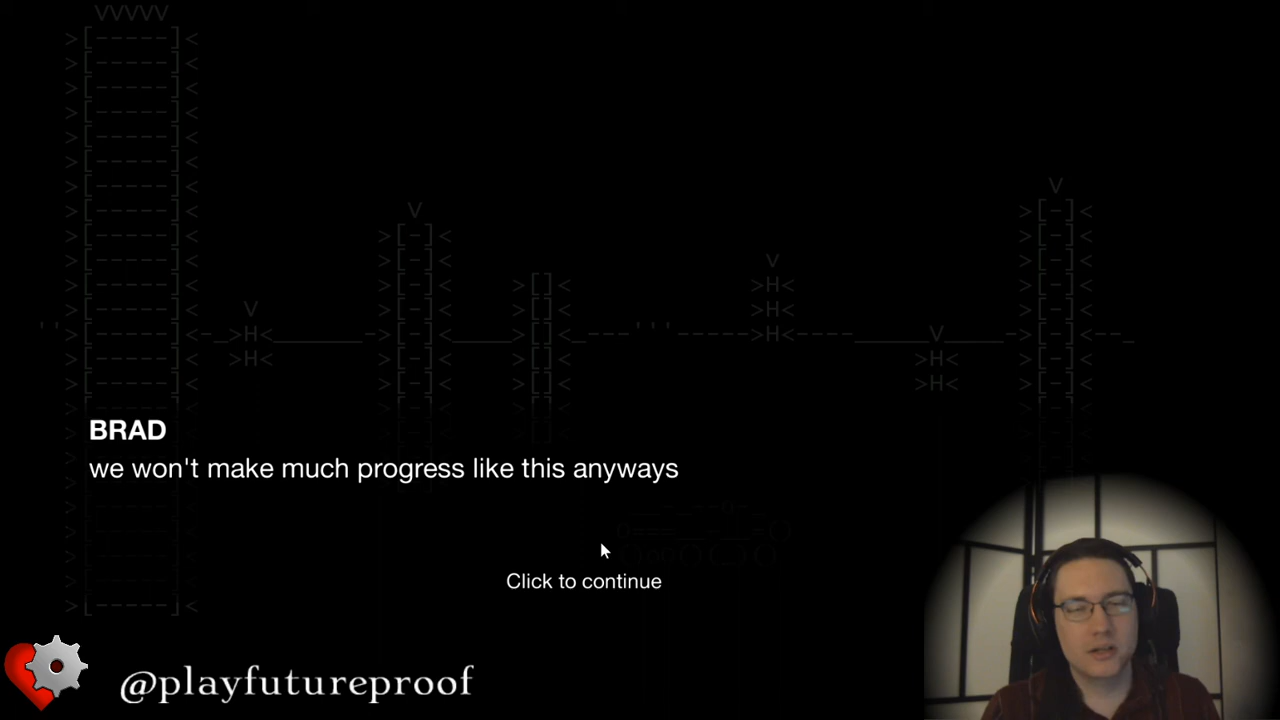 BRAD
we won't make much progress like this anyways
Click to continue
@playfutureproof